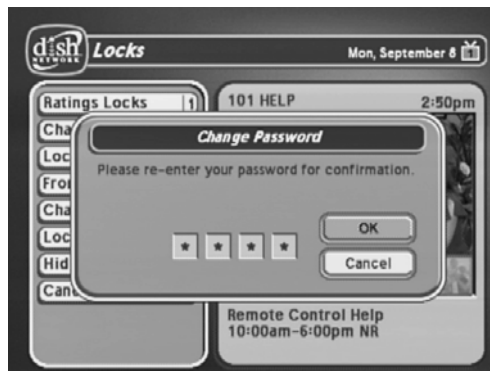 dish
NETWORK
Locks
Mon, September 8
1
Ratings Locks 1
101 HELP 2:50pm
Cha
Loc
Fro
Cha
Loc
Hid
Canc
Change Password
Please re-enter your password for confirmation.
* * * *
OK
Cancel
Remote Control Help
10:00am-6:00pm NR